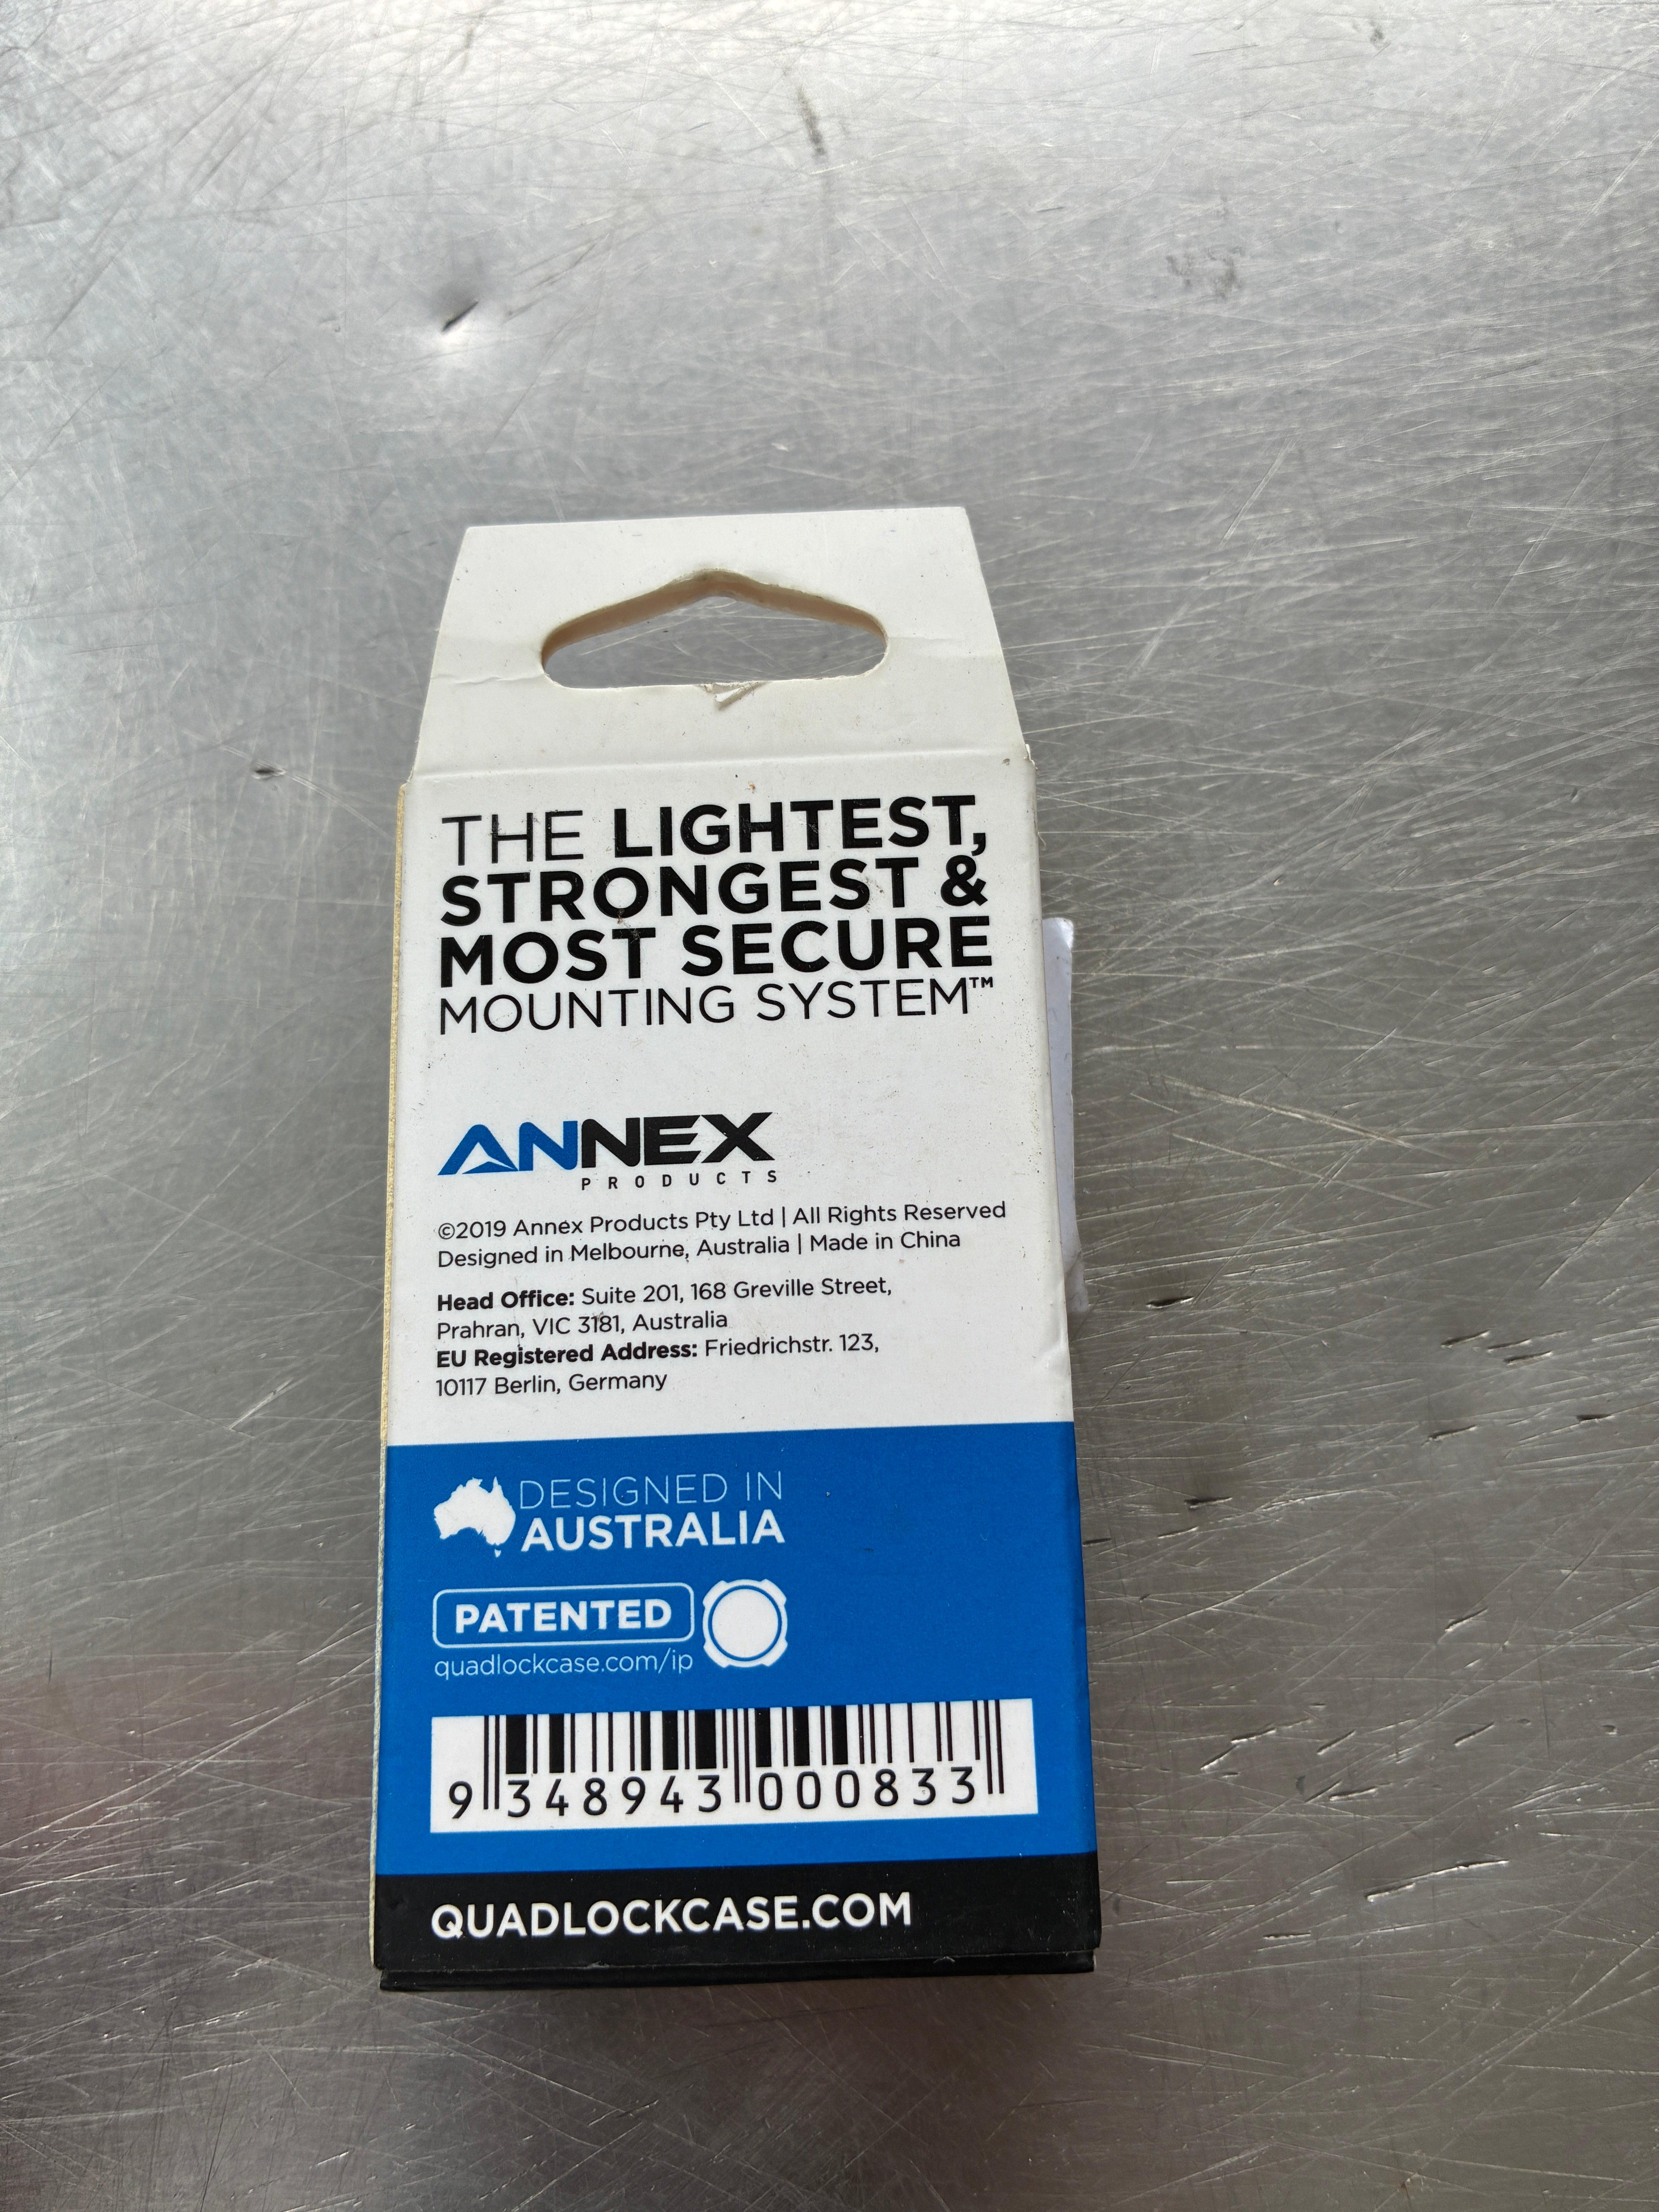 THE LIGHTEST,
STRONGEST &
MOST SECURE
MOUNTING SYSTEM™
ANNEX
PRODUCTS
©2019 Annex Products Pty Ltd | All Rights Reserved
Designed in Melbourne, Australia | Made in China
Head Office: Suite 201, 168 Greville Street,
Prahran, VIC 3181, Australia
EU Registered Address: Friedrichstr. 123,
10117 Berlin, Germany
DESIGNED IN
AUSTRALIA
PATENTED
quadlockcase.com/ip
9 348943 000833
QUADLOCKCASE.COM